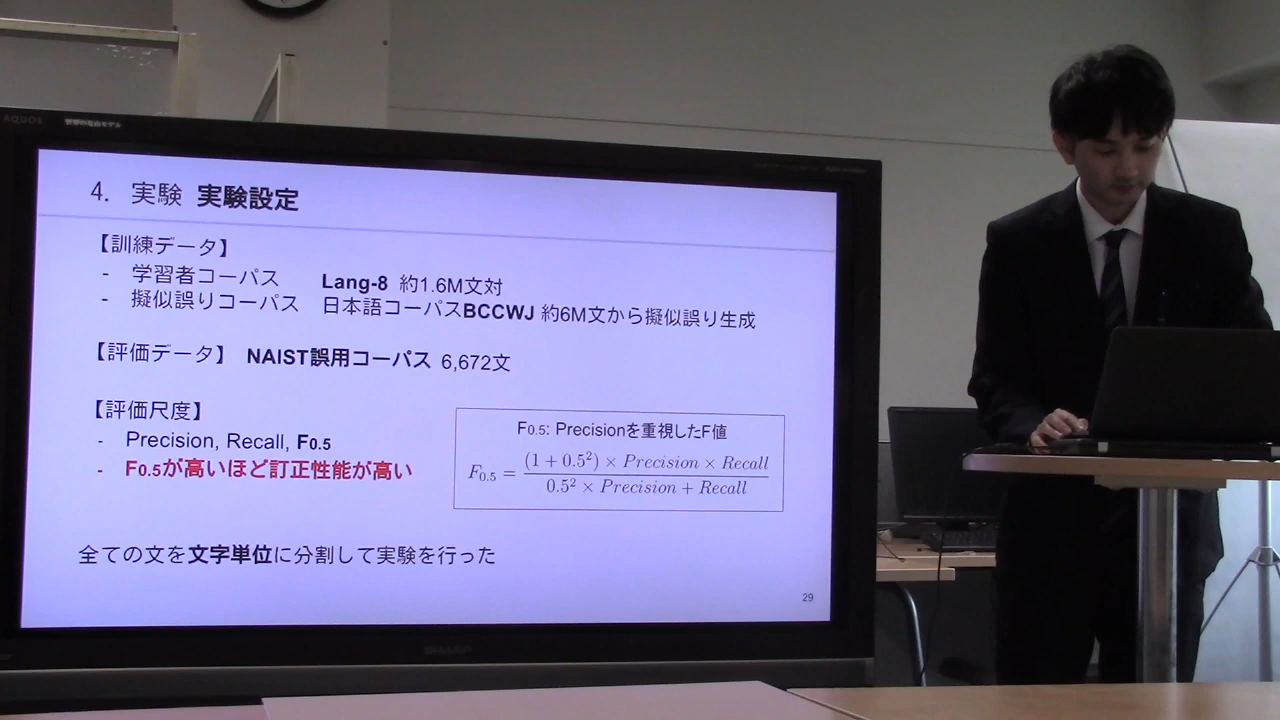 AQUOS
4. 実験 実験設定
【訓練データ】
- 学習者コーパス Lang-8 約1.6M文対
- 擬似誤りコーパス 日本語コーパスBCCWJ 約6M文から擬似誤り生成
【評価データ】 NAIST誤用コーパス 6,672文
【評価尺度】
- Precision, Recall, F0.5
- F0.5が高いほど訂正性能が高い
F0.5: Precisionを重視したF値
F0.5 = (1 + 0.5²) × Precision × Recall / 0.5² × Precision + Recall
全ての文を文字単位に分割して実験を行った
29
SHARP